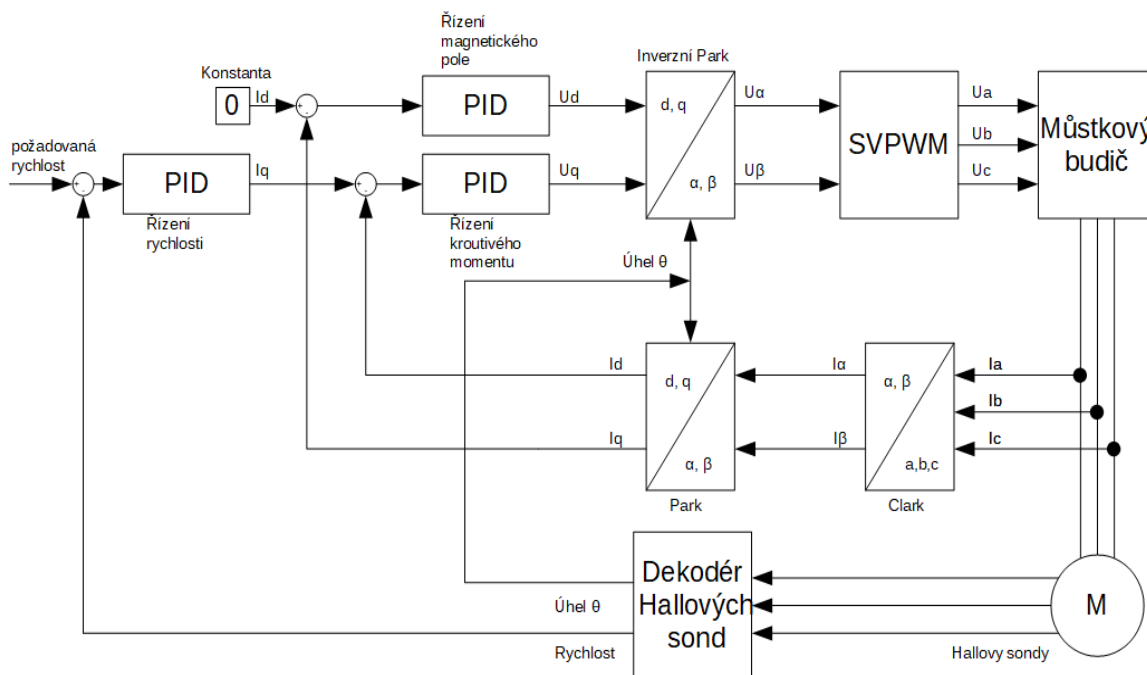 Řízení
magnetického
pole
Inverzní Park
Konstanta
0
Id
+
-
PID
Ud
d, q
α, β
Uα
SVPWM
Ua
Ub
Uc
Můstkový
budič
požadovaná
rychlost
+
-
PID
Iq
+
-
PID
Uq
Uβ
Řízení
rychlosti
Řízení
kroutivého
momentu
Úhel θ
Id
d, q
α, β
Iα
α, β
a,b,c
Ia
Ib
Iq
Iβ
Ic
Park
Clark
Dekodér
Hallových
sond
M
Úhel θ
Rychlost
Hallovy sondy